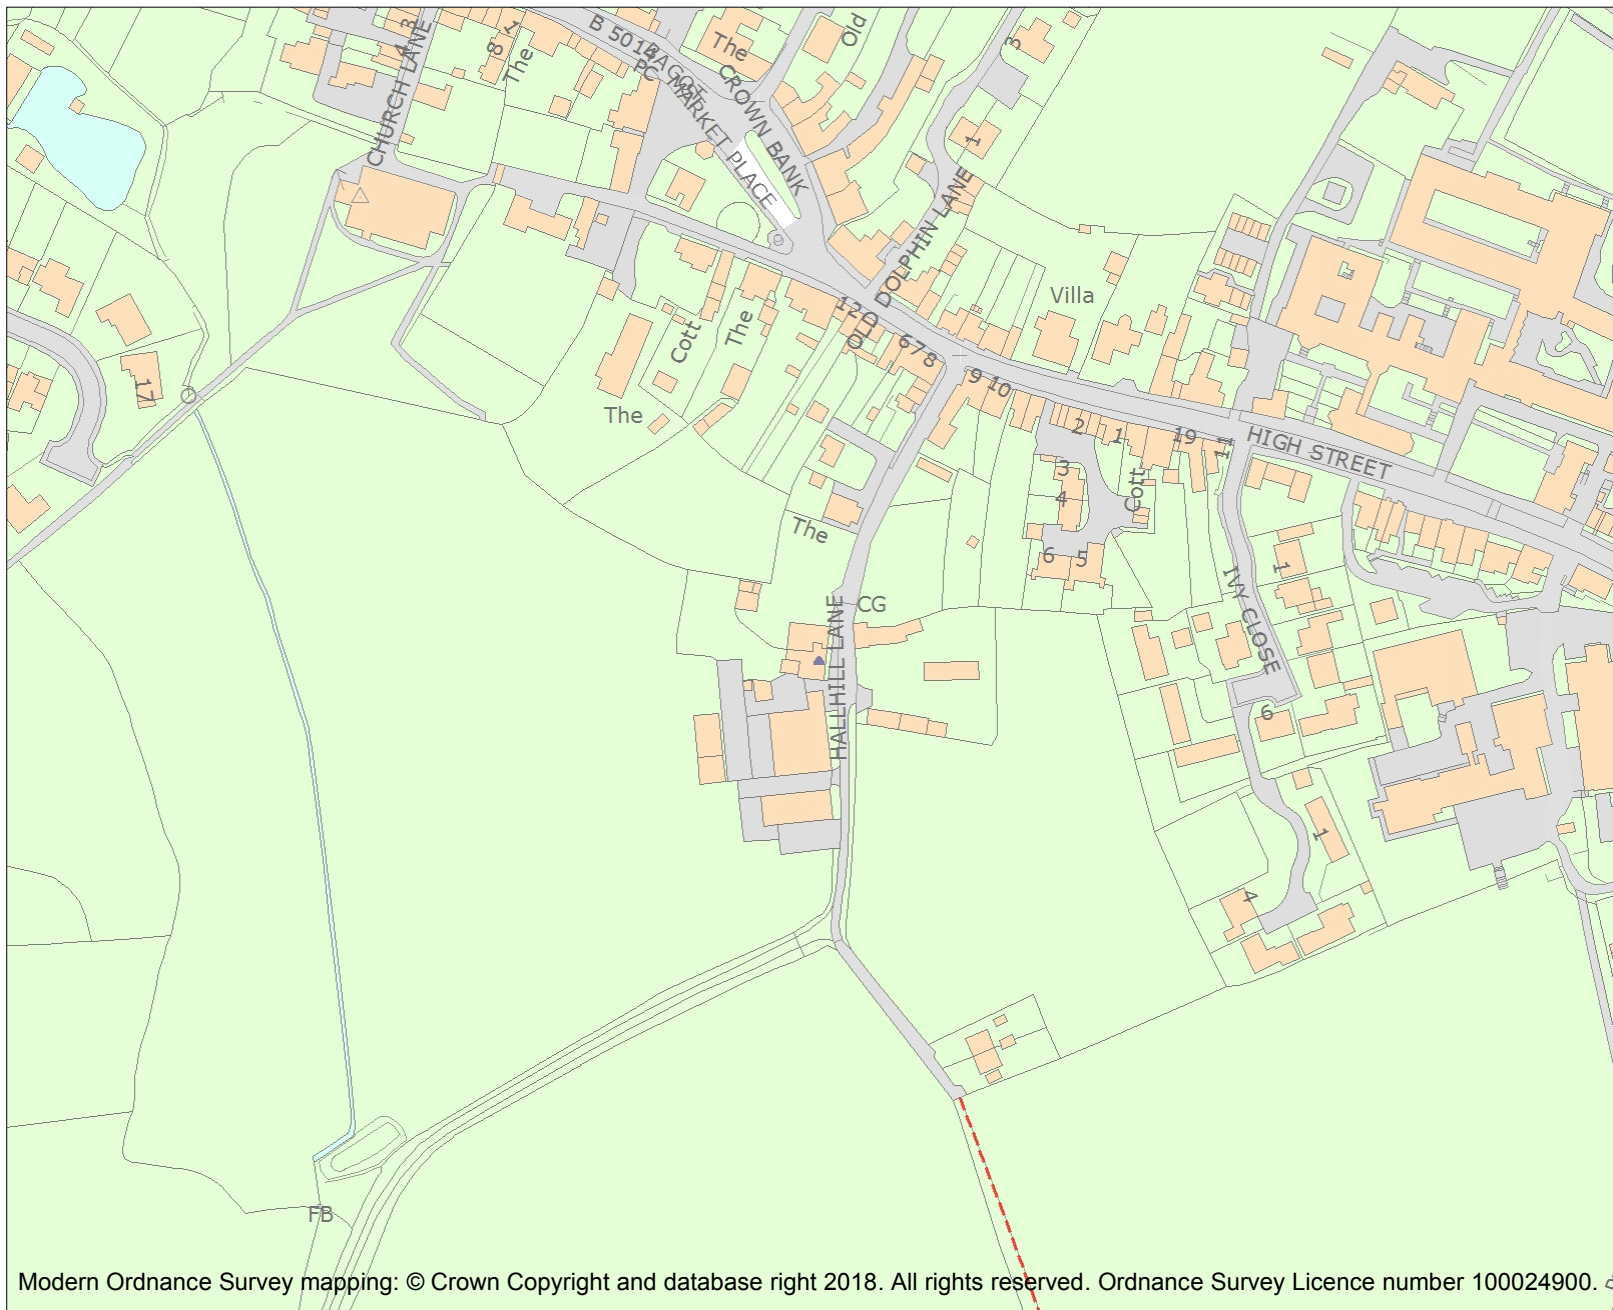 B 5014
BAGOT
The
Old
3
1
8
The
4 3
CHURCH LANE
PC
MARKET PLACE
CROWN BANK
1
OLD DOLPHIN LANE
Villa
12
The
Cott
The
6 7 8
9 10
17
2
1
19
11
HIGH STREET
3
4
Cott
The
6
5
1
IVY CLOSE
CG
HALLHILL LANE
6
1
4
FB
Modern Ordnance Survey mapping: © Crown Copyright and database right 2018. All rights reserved. Ordnance Survey Licence number 100024900.